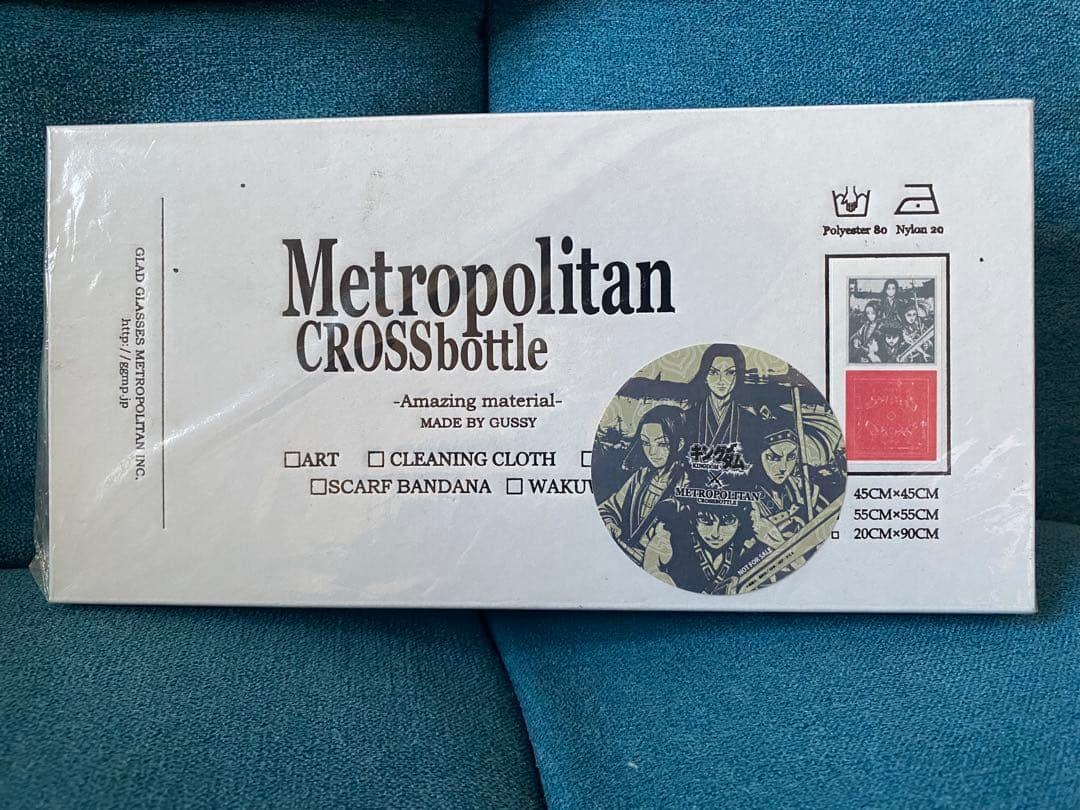 GLAD GLASSES METROPOLITAN INC.
http://ggmp.jp
Metropolitan
CROSSbottle
-Amazing material-
MADE BY GUSSY
☐ART ☐ CLEANING CLOTH ☐
☐SCARF BANDANA ☐ WAKU
Polyester 80 Nylon 20
45CM×45CM
55CM×55CM
☐ 20CM×90CM
キングダム
KINGDOM
×
METROPOLITAN
CROSSBOTTLE
NOT FOR SALE